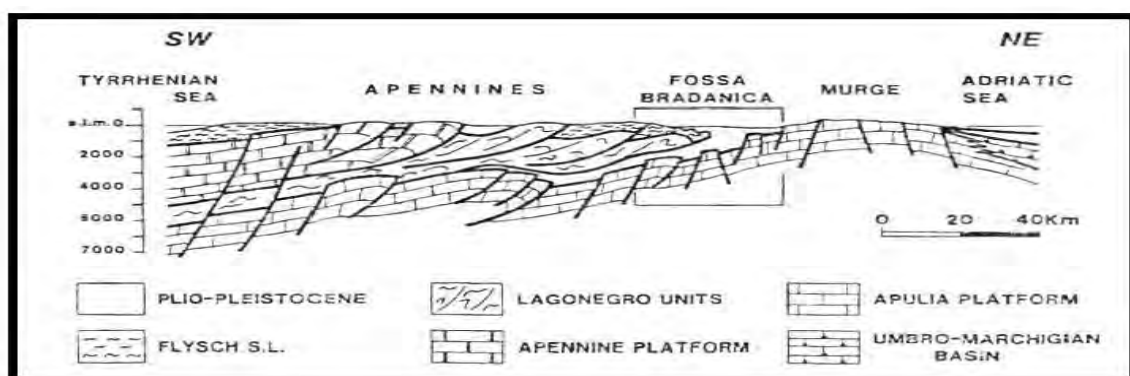 SW NE
TYRRHENIAN SEA
APENNINES
FOSSA BRADANICA
MURGE
ADRIATIC SEA
s.l.m. 0
2000
4000
6000
7000
0 20 40Km
PLIO-PLEISTOCENE
LAGONEGRO UNITS
APULIA PLATFORM
FLYSCH S.L.
APENNINE PLATFORM
UMBRO-MARCHIGIAN BASIN